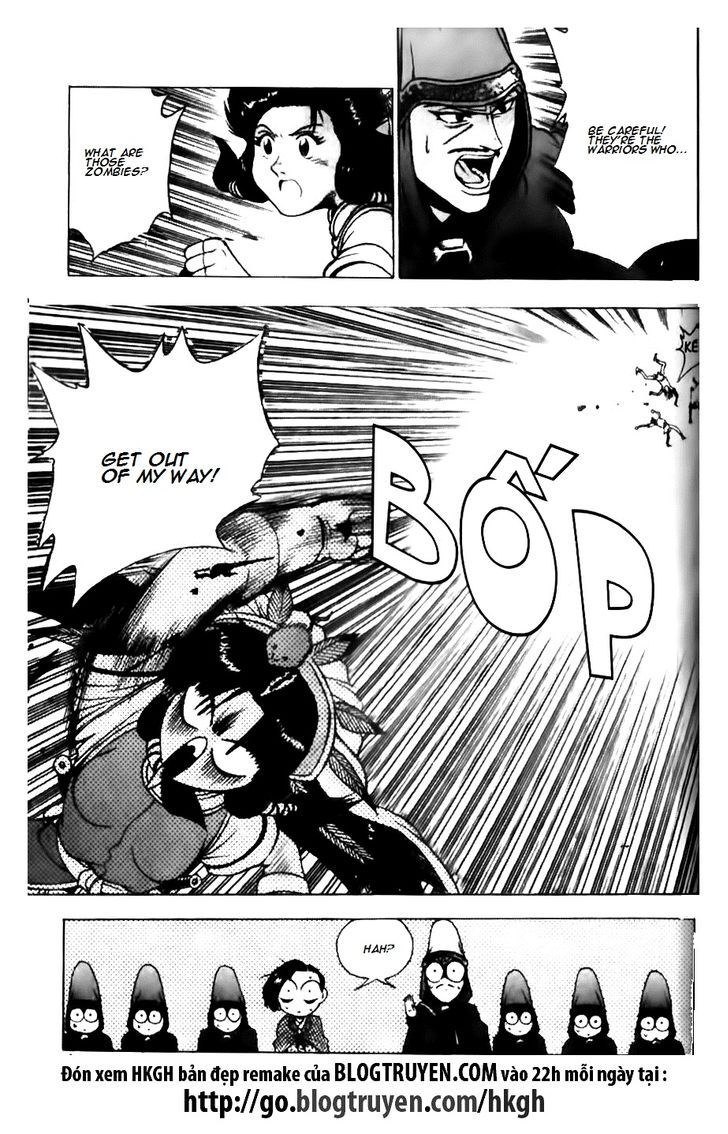 BE CAREFUL!
THEY'RE THE
WARRIORS WHO...
WHAT ARE
THOSE
ZOMBIES?
KE
GET OUT
OF MY WAY!
BỐP
HAH?
Đón xem HKGH bản đẹp remake của BLOGTRUYEN.COM vào 22h mỗi ngày tại :
http://go.blogtruyen.com/hkgh